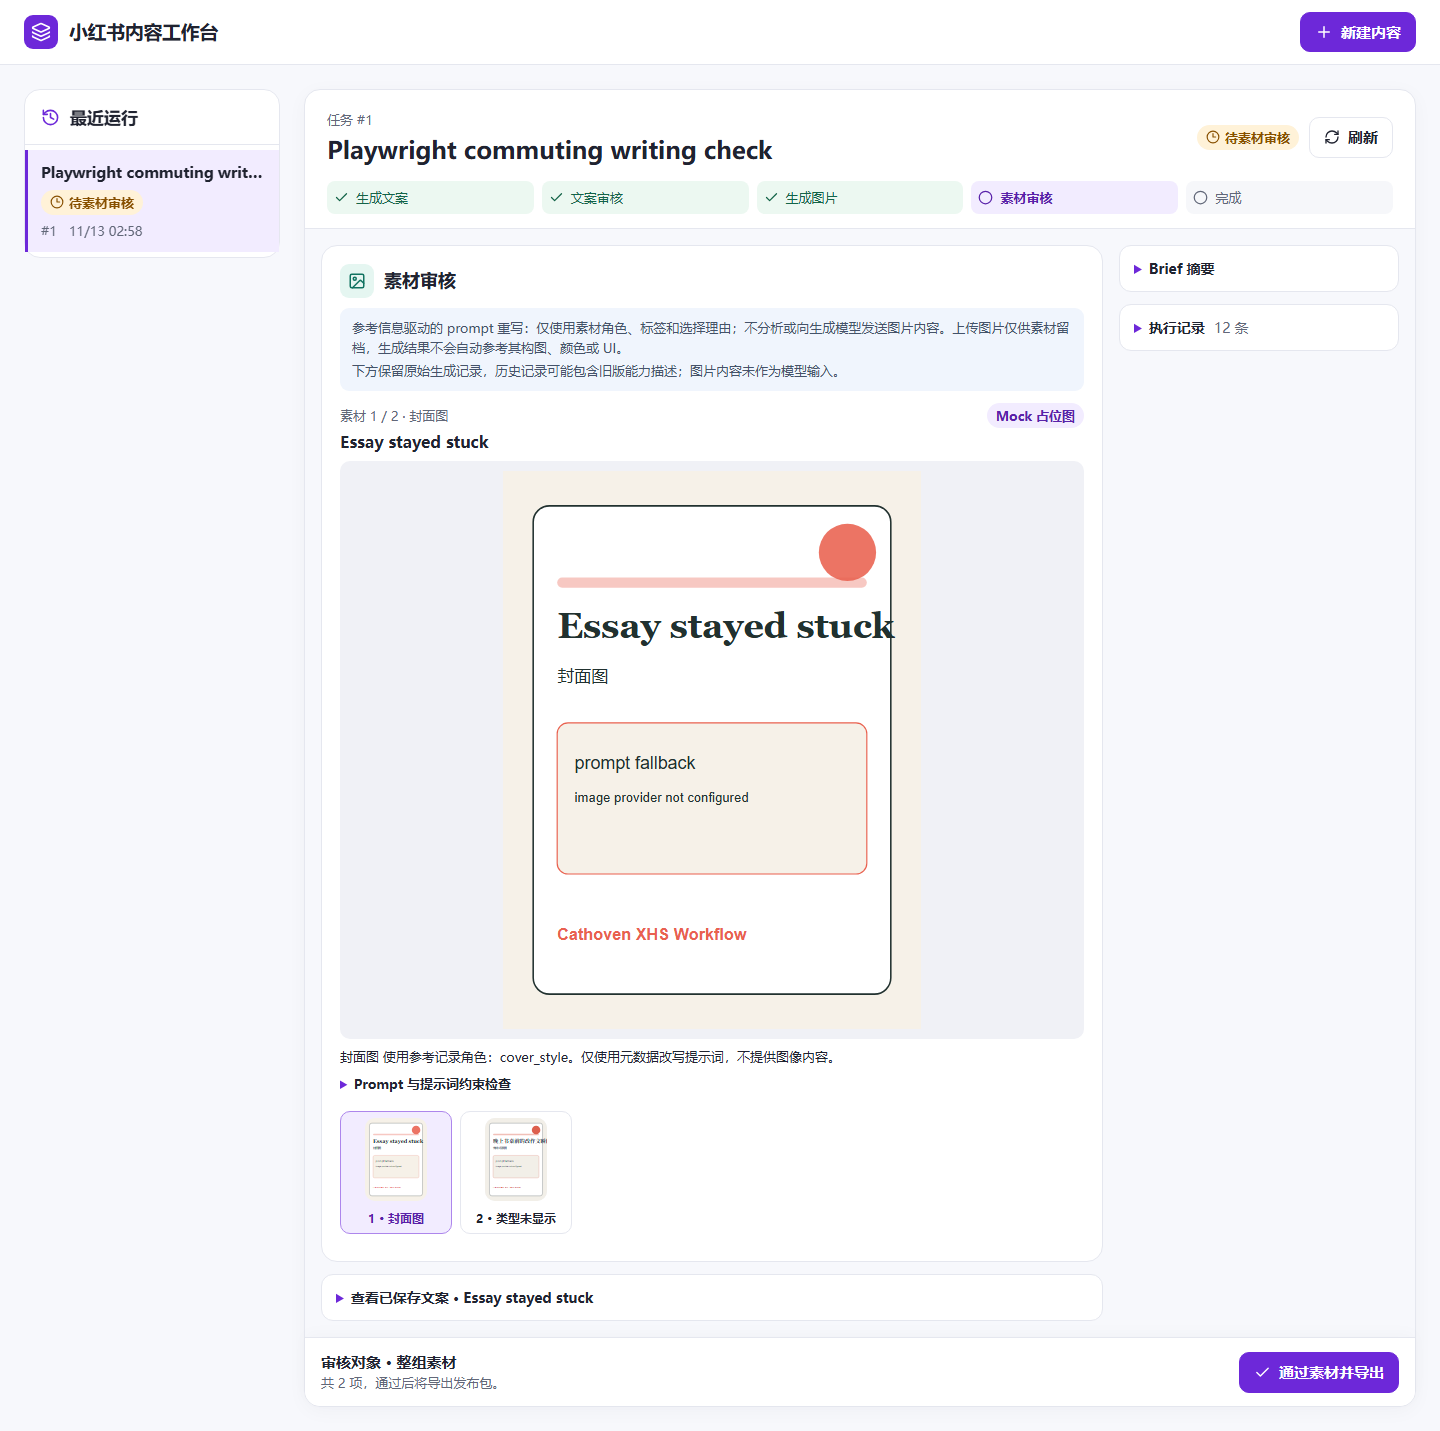 小红书内容工作台
新建内容
最近运行
Playwright commuting writ...
待素材审核
#1 11/13 02:58
任务 #1
Playwright commuting writing check
待素材审核
刷新
生成文案
文案审核
生成图片
素材审核
完成
素材审核
参考信息驱动的 prompt 重写：仅使用素材角色、标签和选择理由；不分析或向生成模型发送图片内容。上传图片仅供素材留
档，生成结果不会自动参考其构图、颜色或 UI。
下方保留原始生成记录，历史记录可能包含旧版能力描述；图片内容未作为模型输入。
素材 1 / 2 · 封面图
Mock 占位图
Essay stayed stuck
Essay stayed stuck
封面图
prompt fallback
image provider not configured
Cathoven XHS Workflow
封面图 使用参考记录角色：cover_style。仅使用元数据改写提示词，不提供图像内容。
Prompt 与提示词约束检查
Essay stayed stuck
1 • 封面图
2 • 类型未显示
查看已保存文案 • Essay stayed stuck
Brief 摘要
执行记录 12 条
审核对象 • 整组素材
共 2 项，通过后将导出发布包。
通过素材并导出